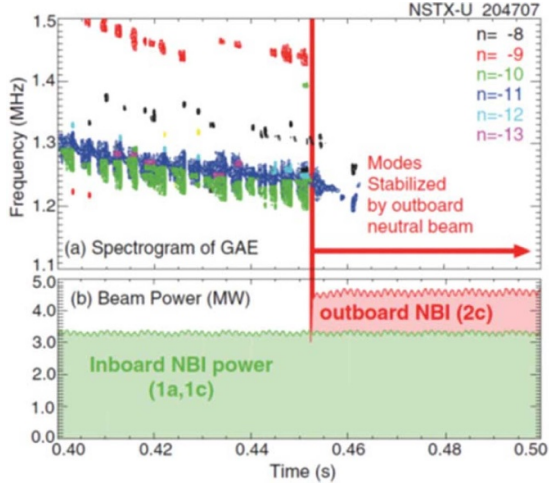 NSTX-U 204707
1.5
1.4
1.3
1.2
1.1
Frequency (MHz)
n= -8
n= -9
n=-10
n=-11
n=-12
n=-13
Modes
Stabilized
by outboard
neutral beam
(a) Spectrogram of GAE
5.0
4.0
3.0
2.0
1.0
0.0
(b) Beam Power (MW)
outboard NBI (2c)
Inboard NBI power
(1a,1c)
0.40
0.42
0.44
0.46
0.48
0.50
Time (s)